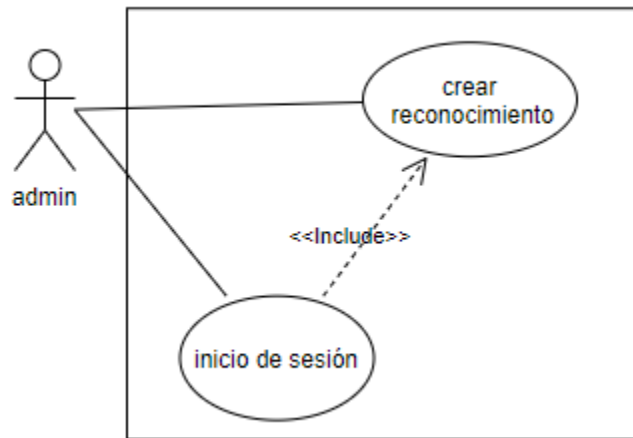 crear
reconocimiento
admin
<<Include>>
inicio de sesión